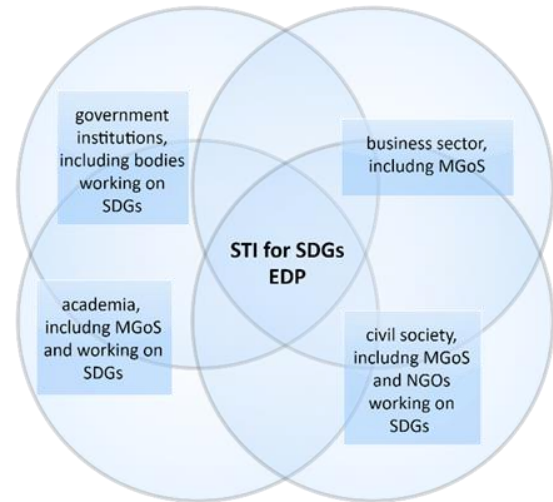 government
institutions,
including bodies
working on
SDGs
business sector,
includng MGoS
STI for SDGs
EDP
academia,
includng MGoS
and working on
SDGs
civil society,
includng MGoS
and NGOs
working on
SDGs